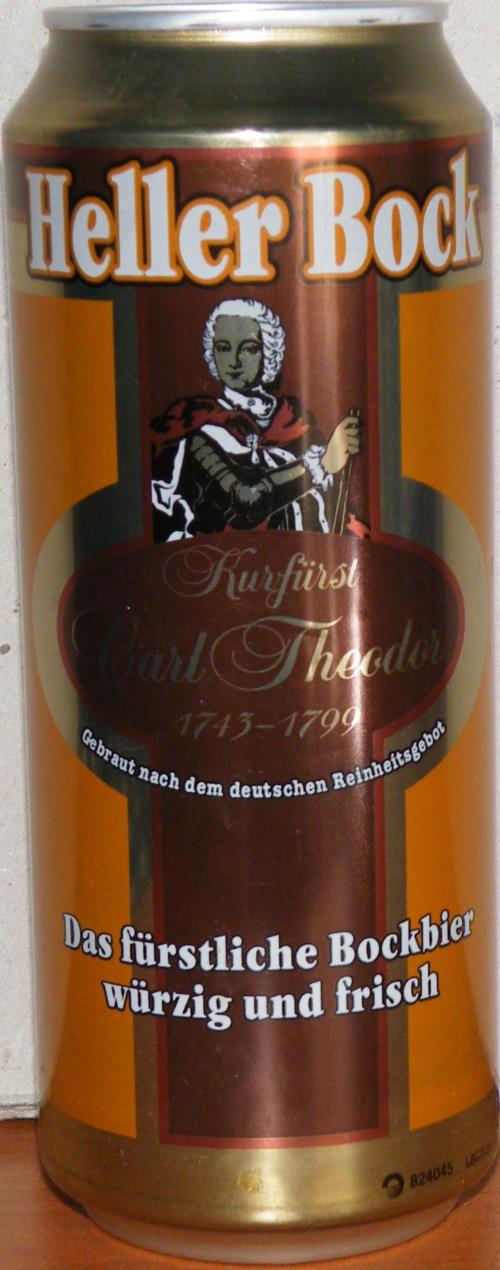 Heller Bock
Kurfürst
Carl Theodor
1743-1799
Gebraut nach dem deutschen Reinheitsgebot
Das fürstliche Bockbier
würzig und frisch
824045